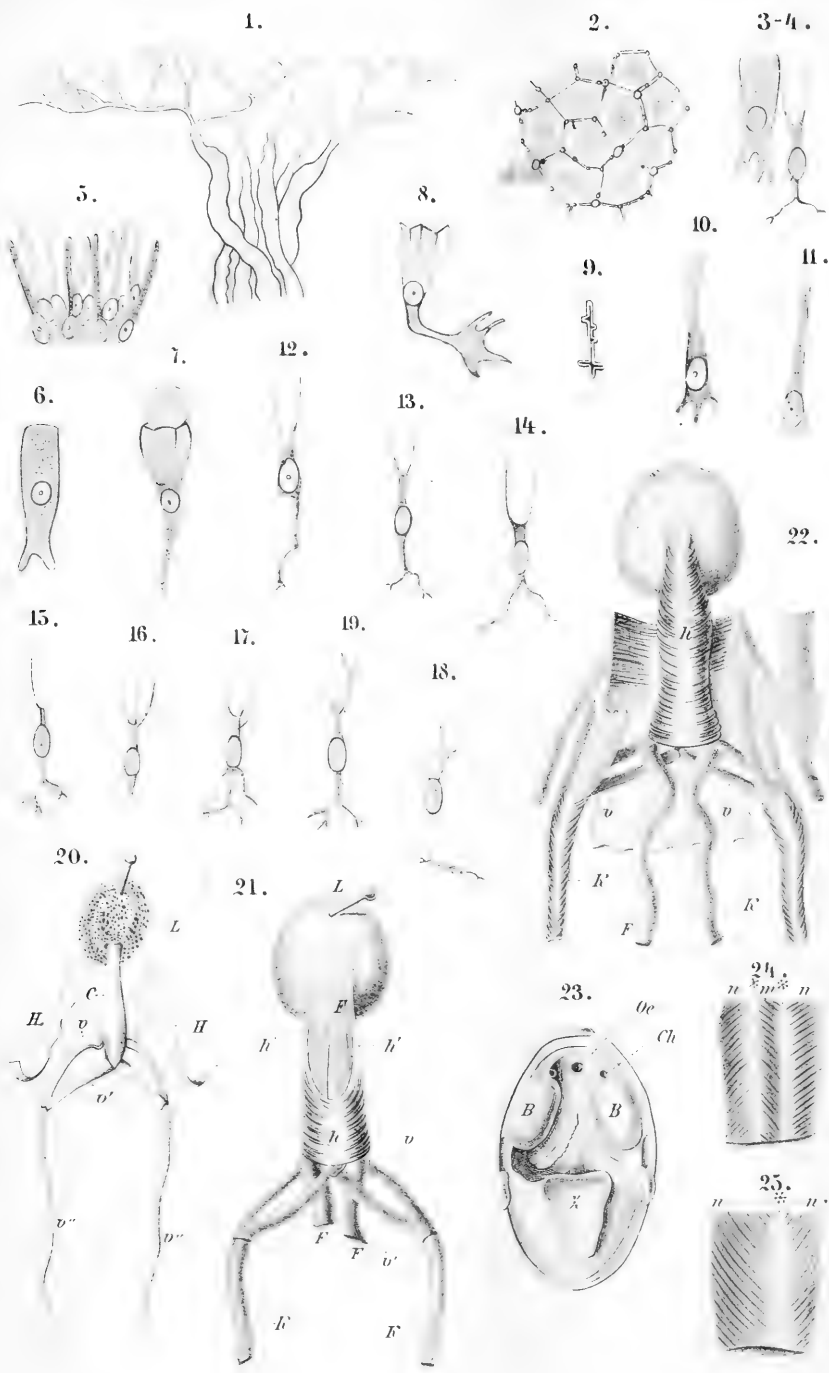 1.
2.
3-4.
5.
8.
10.
9.
11.
7.
12.
6.
13.
14.
22.
h
15.
16.
17.
19.
18.
v v
20.
L
21.
L
K K
F
C
F
23.
Oe
Ch
24.
n * m * n
H v H
h' h'
B B
v'
h
v
25.
n * n
v'' v''
F F
v'
K K